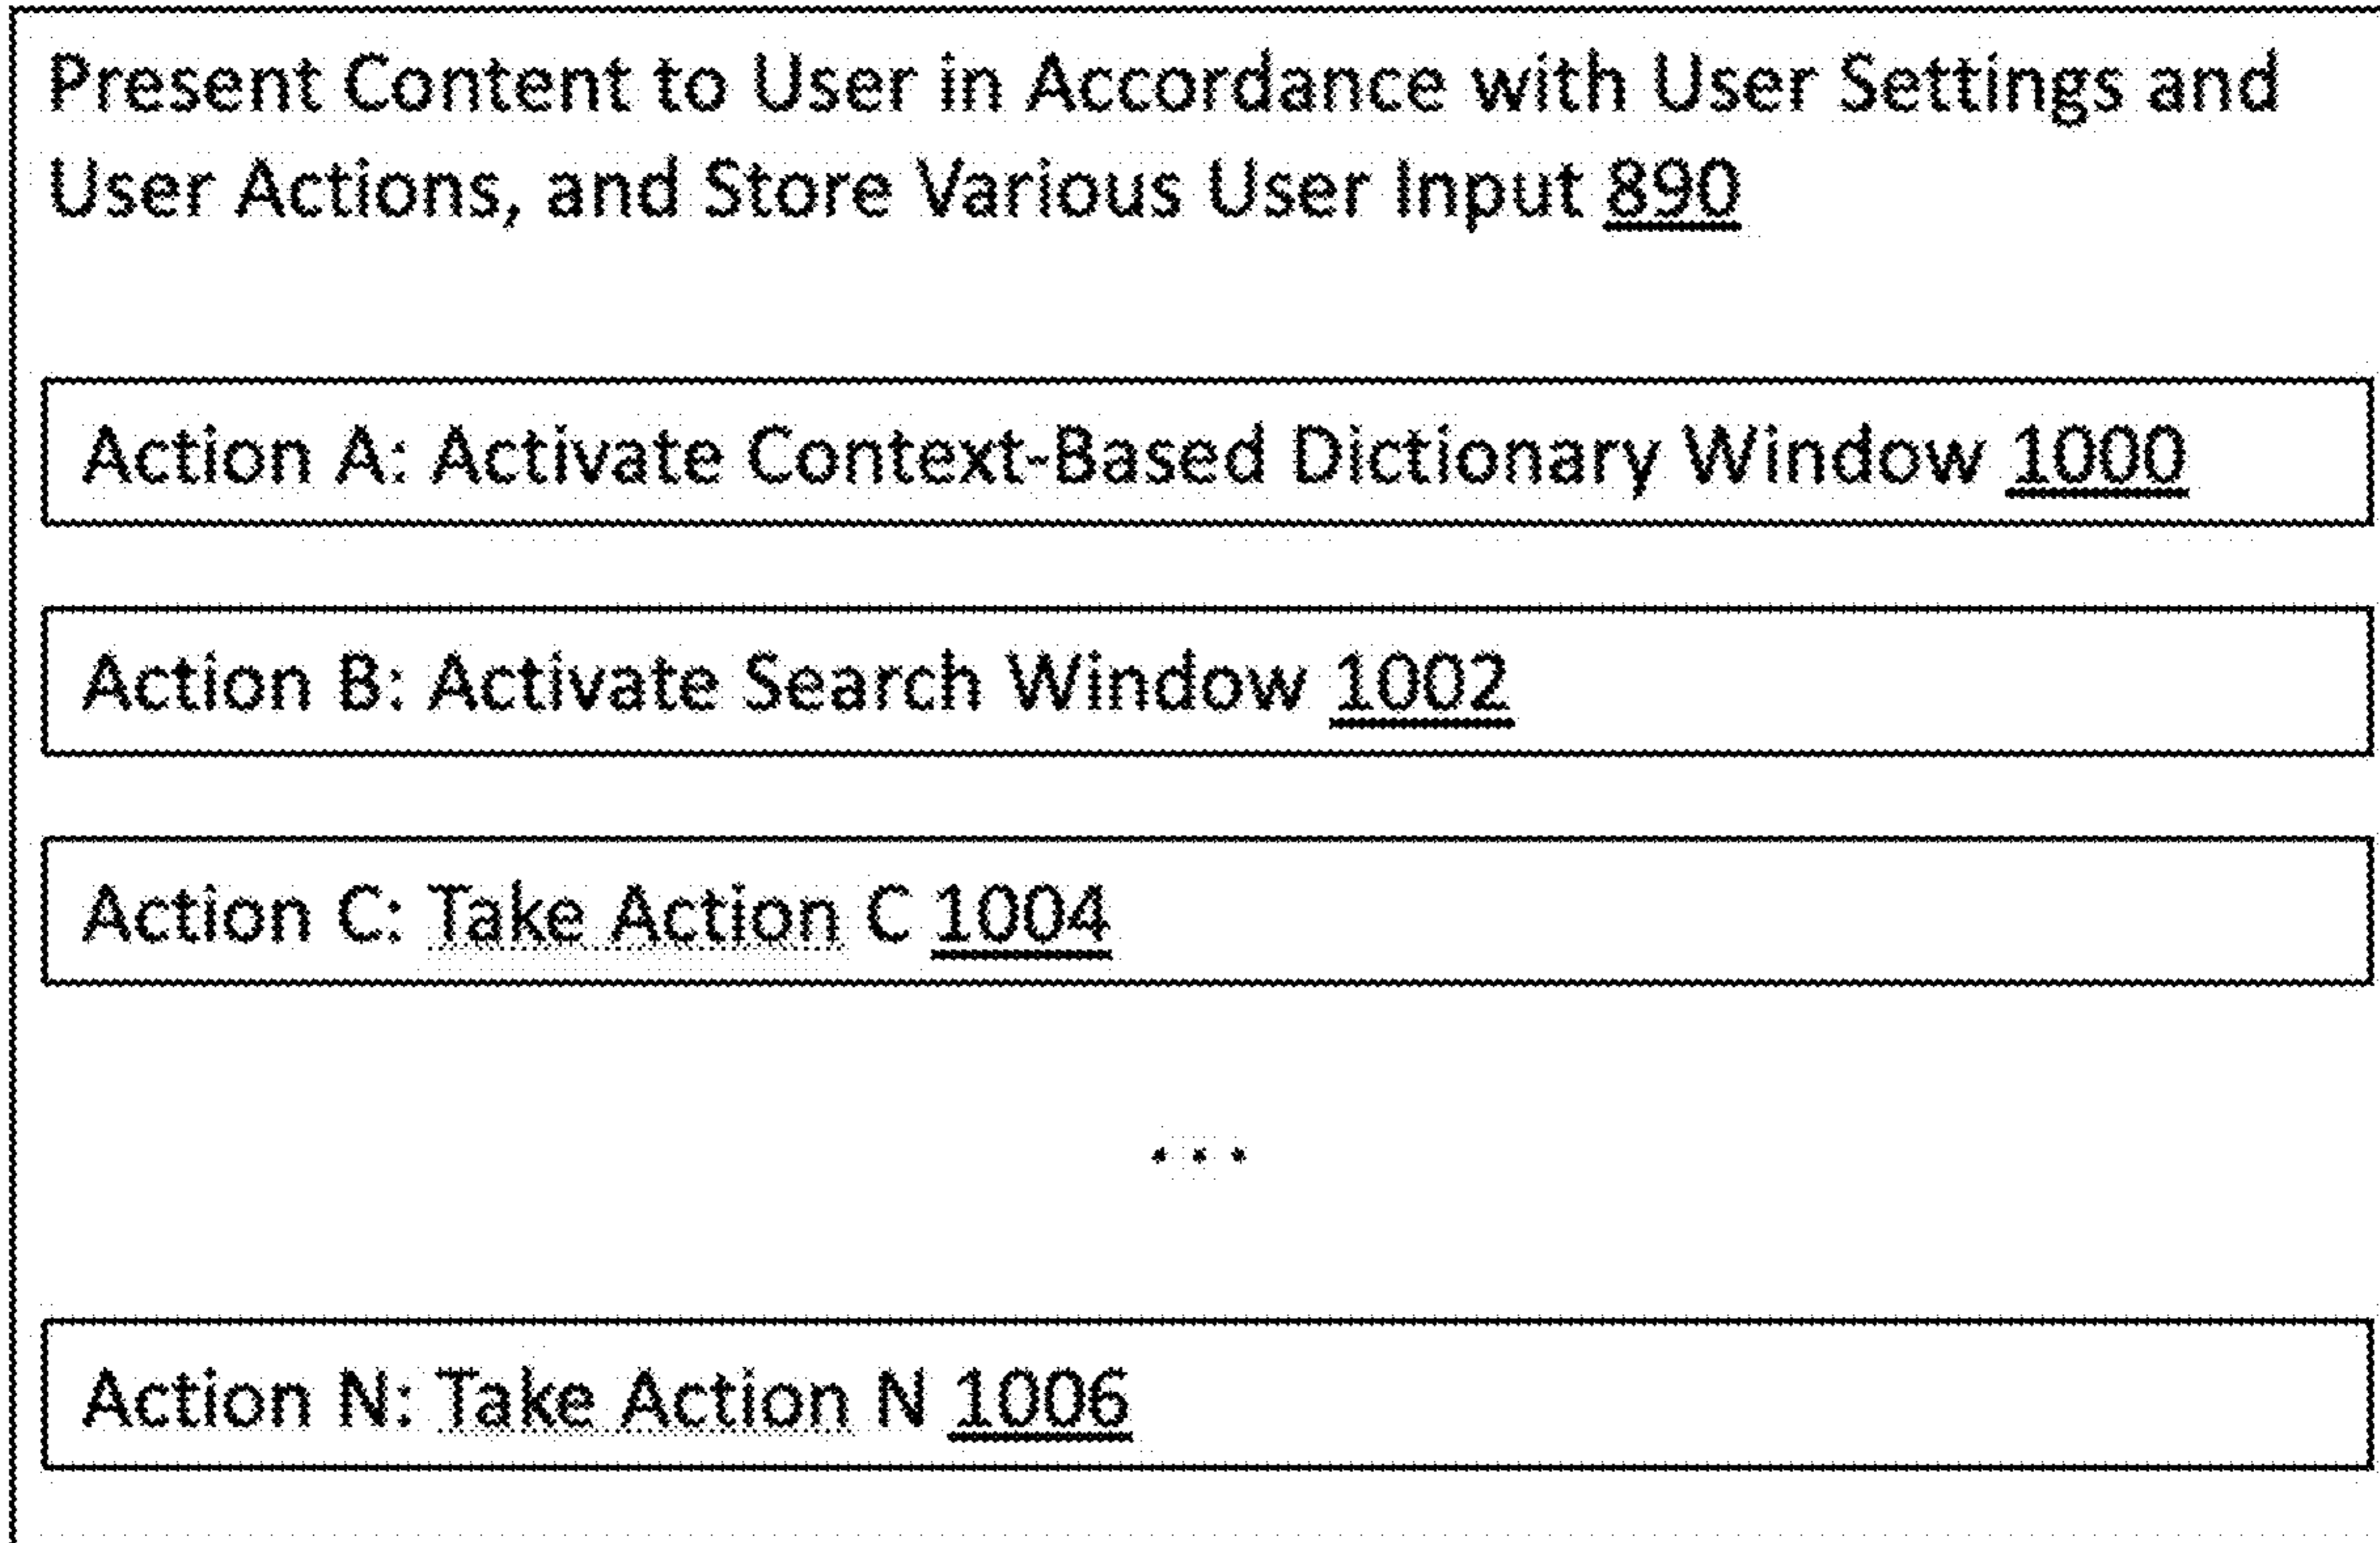 Present Content to User in Accordance with User Settings and
User Actions, and Store Various User Input 890
Action A: Activate Context-Based Dictionary Window 1000
Action B: Activate Search Window 1002
Action C: Take Action C 1004
...
Action N: Take Action N 1006